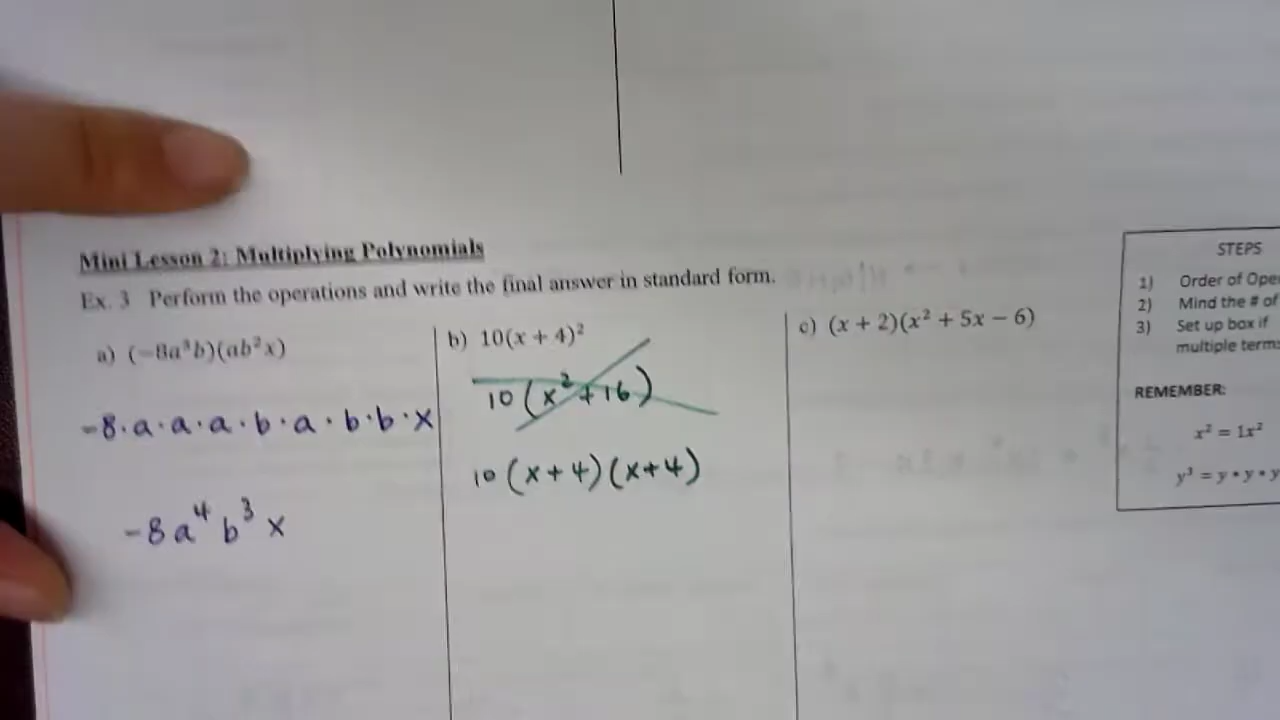 Mini Lesson 2: Multiplying Polynomials
Ex. 3 Perform the operations and write the final answer in standard form.
a) (−8a³b)(ab²x)
-8·a·a·a·b·a·b·b·x
-8a⁴b³x
b) 10(x + 4)²
10(x²+16)
10(x+4)(x+4)
c) (x + 2)(x² + 5x − 6)
STEPS
1) Order of Ope
2) Mind the # of
3) Set up box if
multiple terms
REMEMBER:
x² = 1x²
y³ = y • y • y